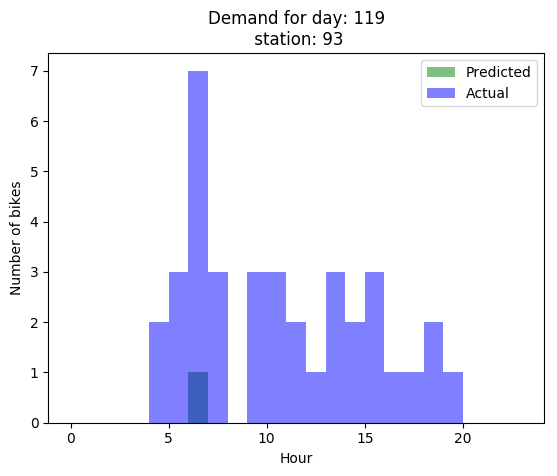 Demand for day: 119
station: 93
Predicted
Actual
Number of bikes
7
6
5
4
3
2
1
0
0
5
10
15
20
Hour